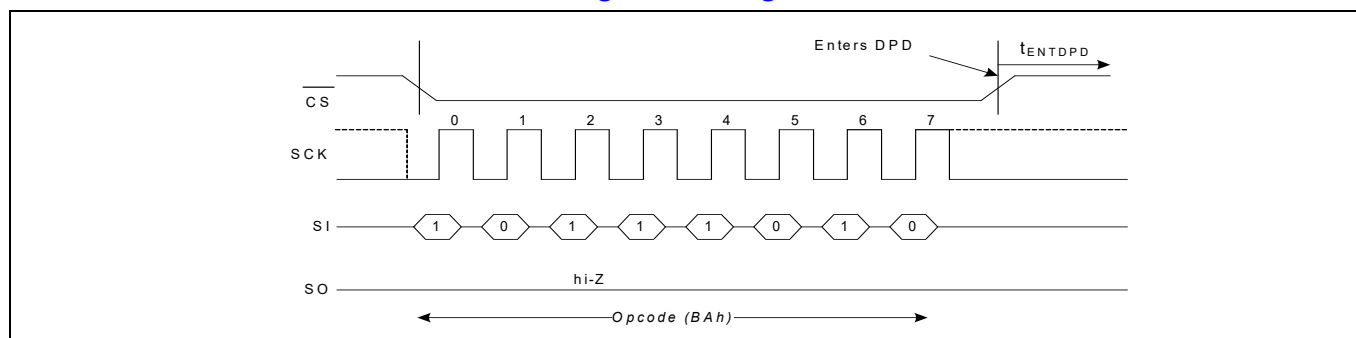 Enters DPD
tENTDPD
CS
0 1 2 3 4 5 6 7
SCK
SI 1 0 1 1 1 0 1 0
hi-Z
SO
Opcode (BAh)